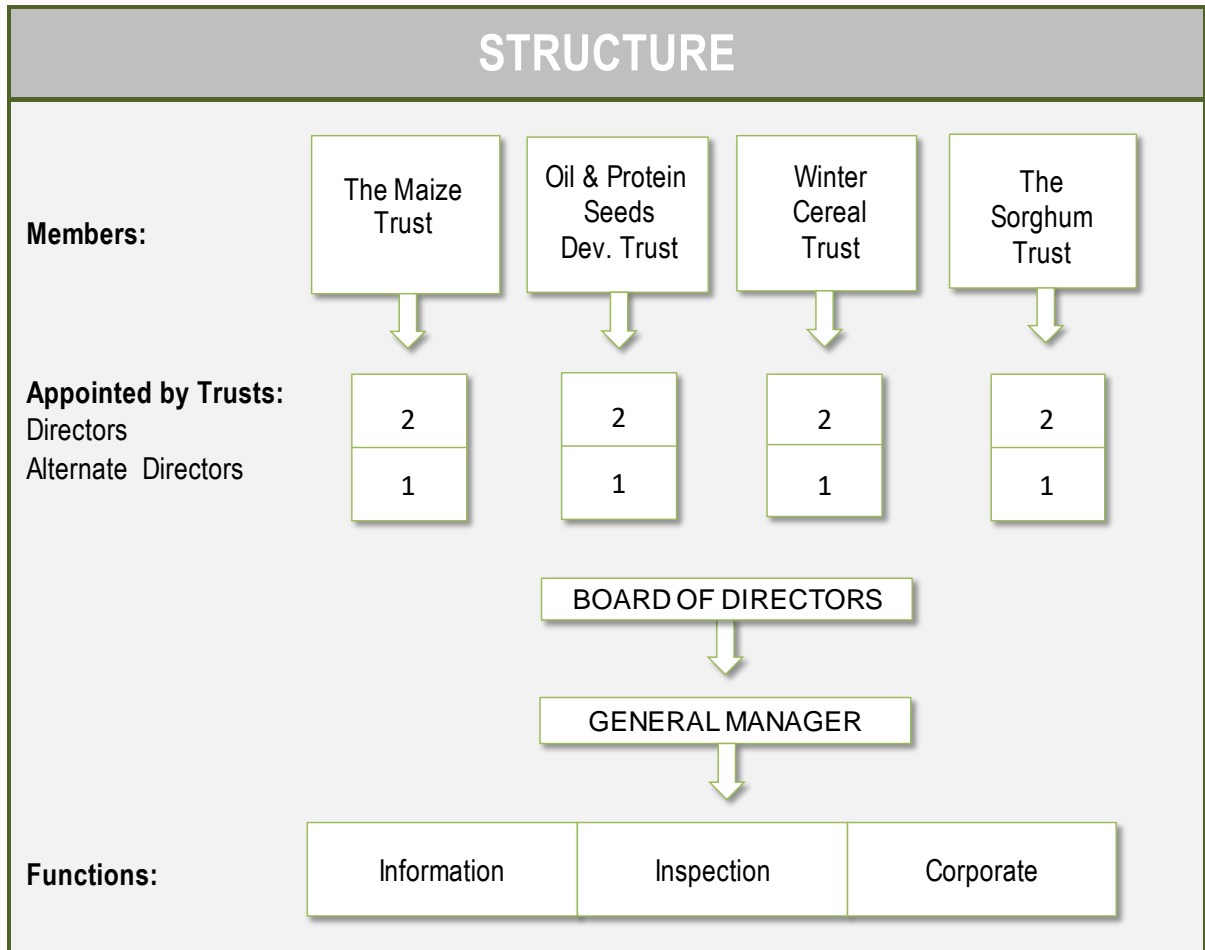 STRUCTURE
Members:
The Maize
Trust
Oil & Protein
Seeds
Dev. Trust
Winter
Cereal
Trust
The
Sorghum
Trust
Appointed by Trusts:
Directors
Alternate Directors
2
1
2
1
2
1
2
1
BOARD OF DIRECTORS
GENERAL MANAGER
Functions:
Information
Inspection
Corporate